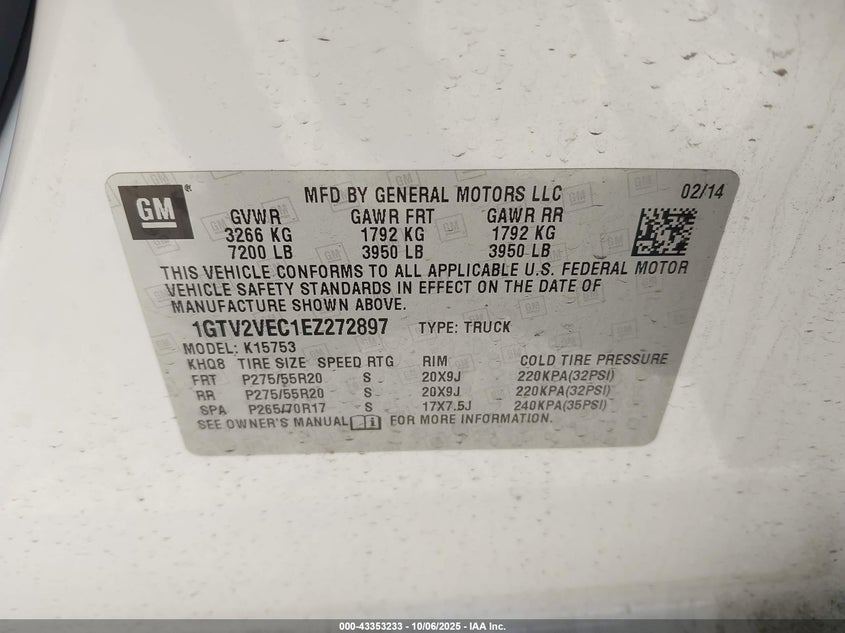 GM ®
MFD BY GENERAL MOTORS LLC 02/14
GVWR GAWR FRT GAWR RR
3266 KG 1792 KG 1792 KG
7200 LB 3950 LB 3950 LB
THIS VEHICLE CONFORMS TO ALL APPLICABLE U.S. FEDERAL MOTOR
VEHICLE SAFETY STANDARDS IN EFFECT ON THE DATE OF
MANUFACTURE SHOWN ABOVE.
1GTV2VEC1EZ272897 TYPE: TRUCK
MODEL: K15753
KHQ8 TIRE SIZE SPEED RTG RIM COLD TIRE PRESSURE
FRT P275/55R20 S 20X9J 220KPA(32PSI)
RR P275/55R20 S 20X9J 220KPA(32PSI)
SPA P265/70R17 S 17X7.5J 240KPA(35PSI)
SEE OWNER'S MANUAL FOR MORE INFORMATION.
000-43353233 - 10/06/2025 - IAA Inc.